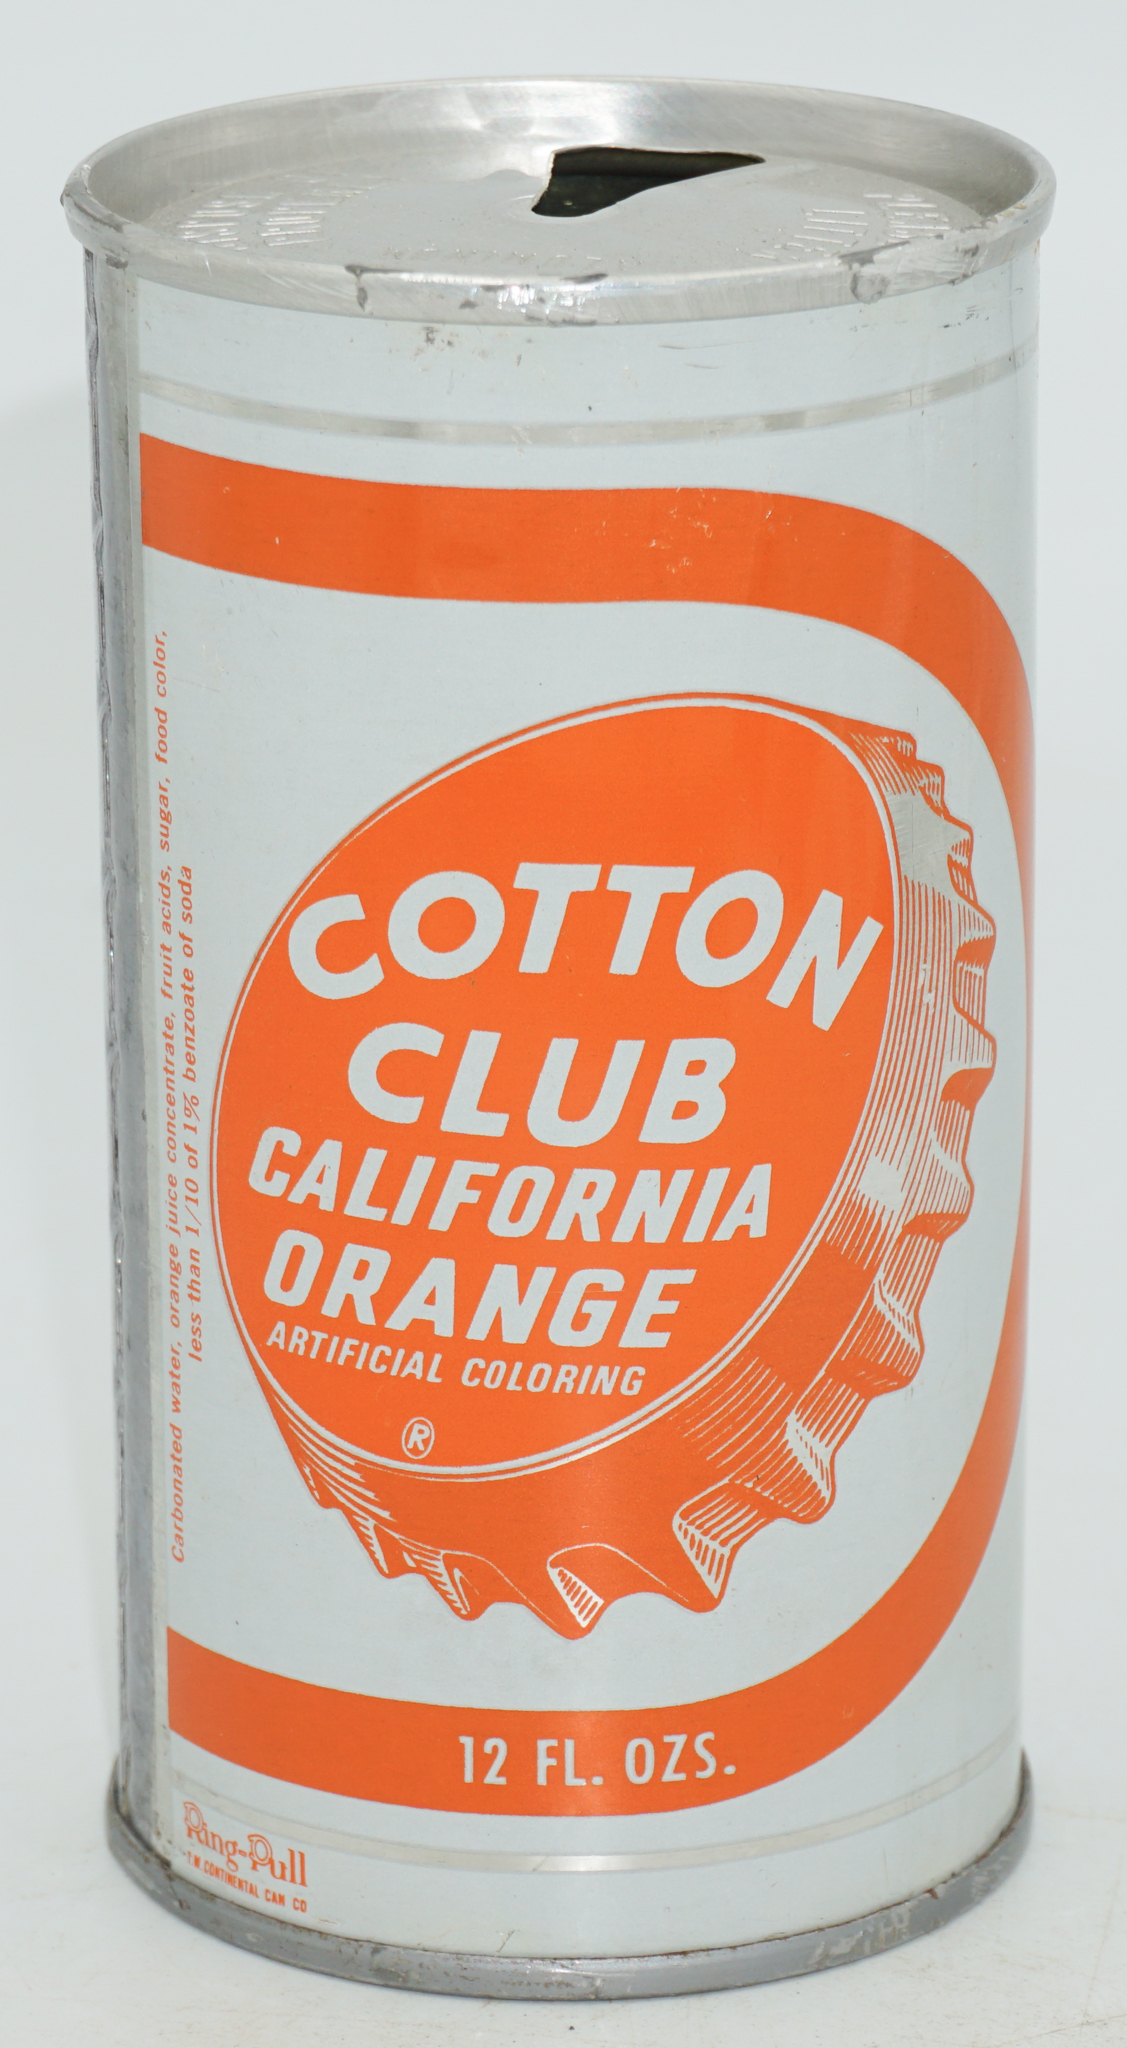 COTTON
CLUB
CALIFORNIA
ORANGE
ARTIFICIAL COLORING
®
12 FL. OZS.
Carbonated water, orange juice concentrate, fruit acids, sugar, food color,
less than 1/10 of 1% benzoate of soda
Ring-Pull
T.M. CONTINENTAL CAN CO